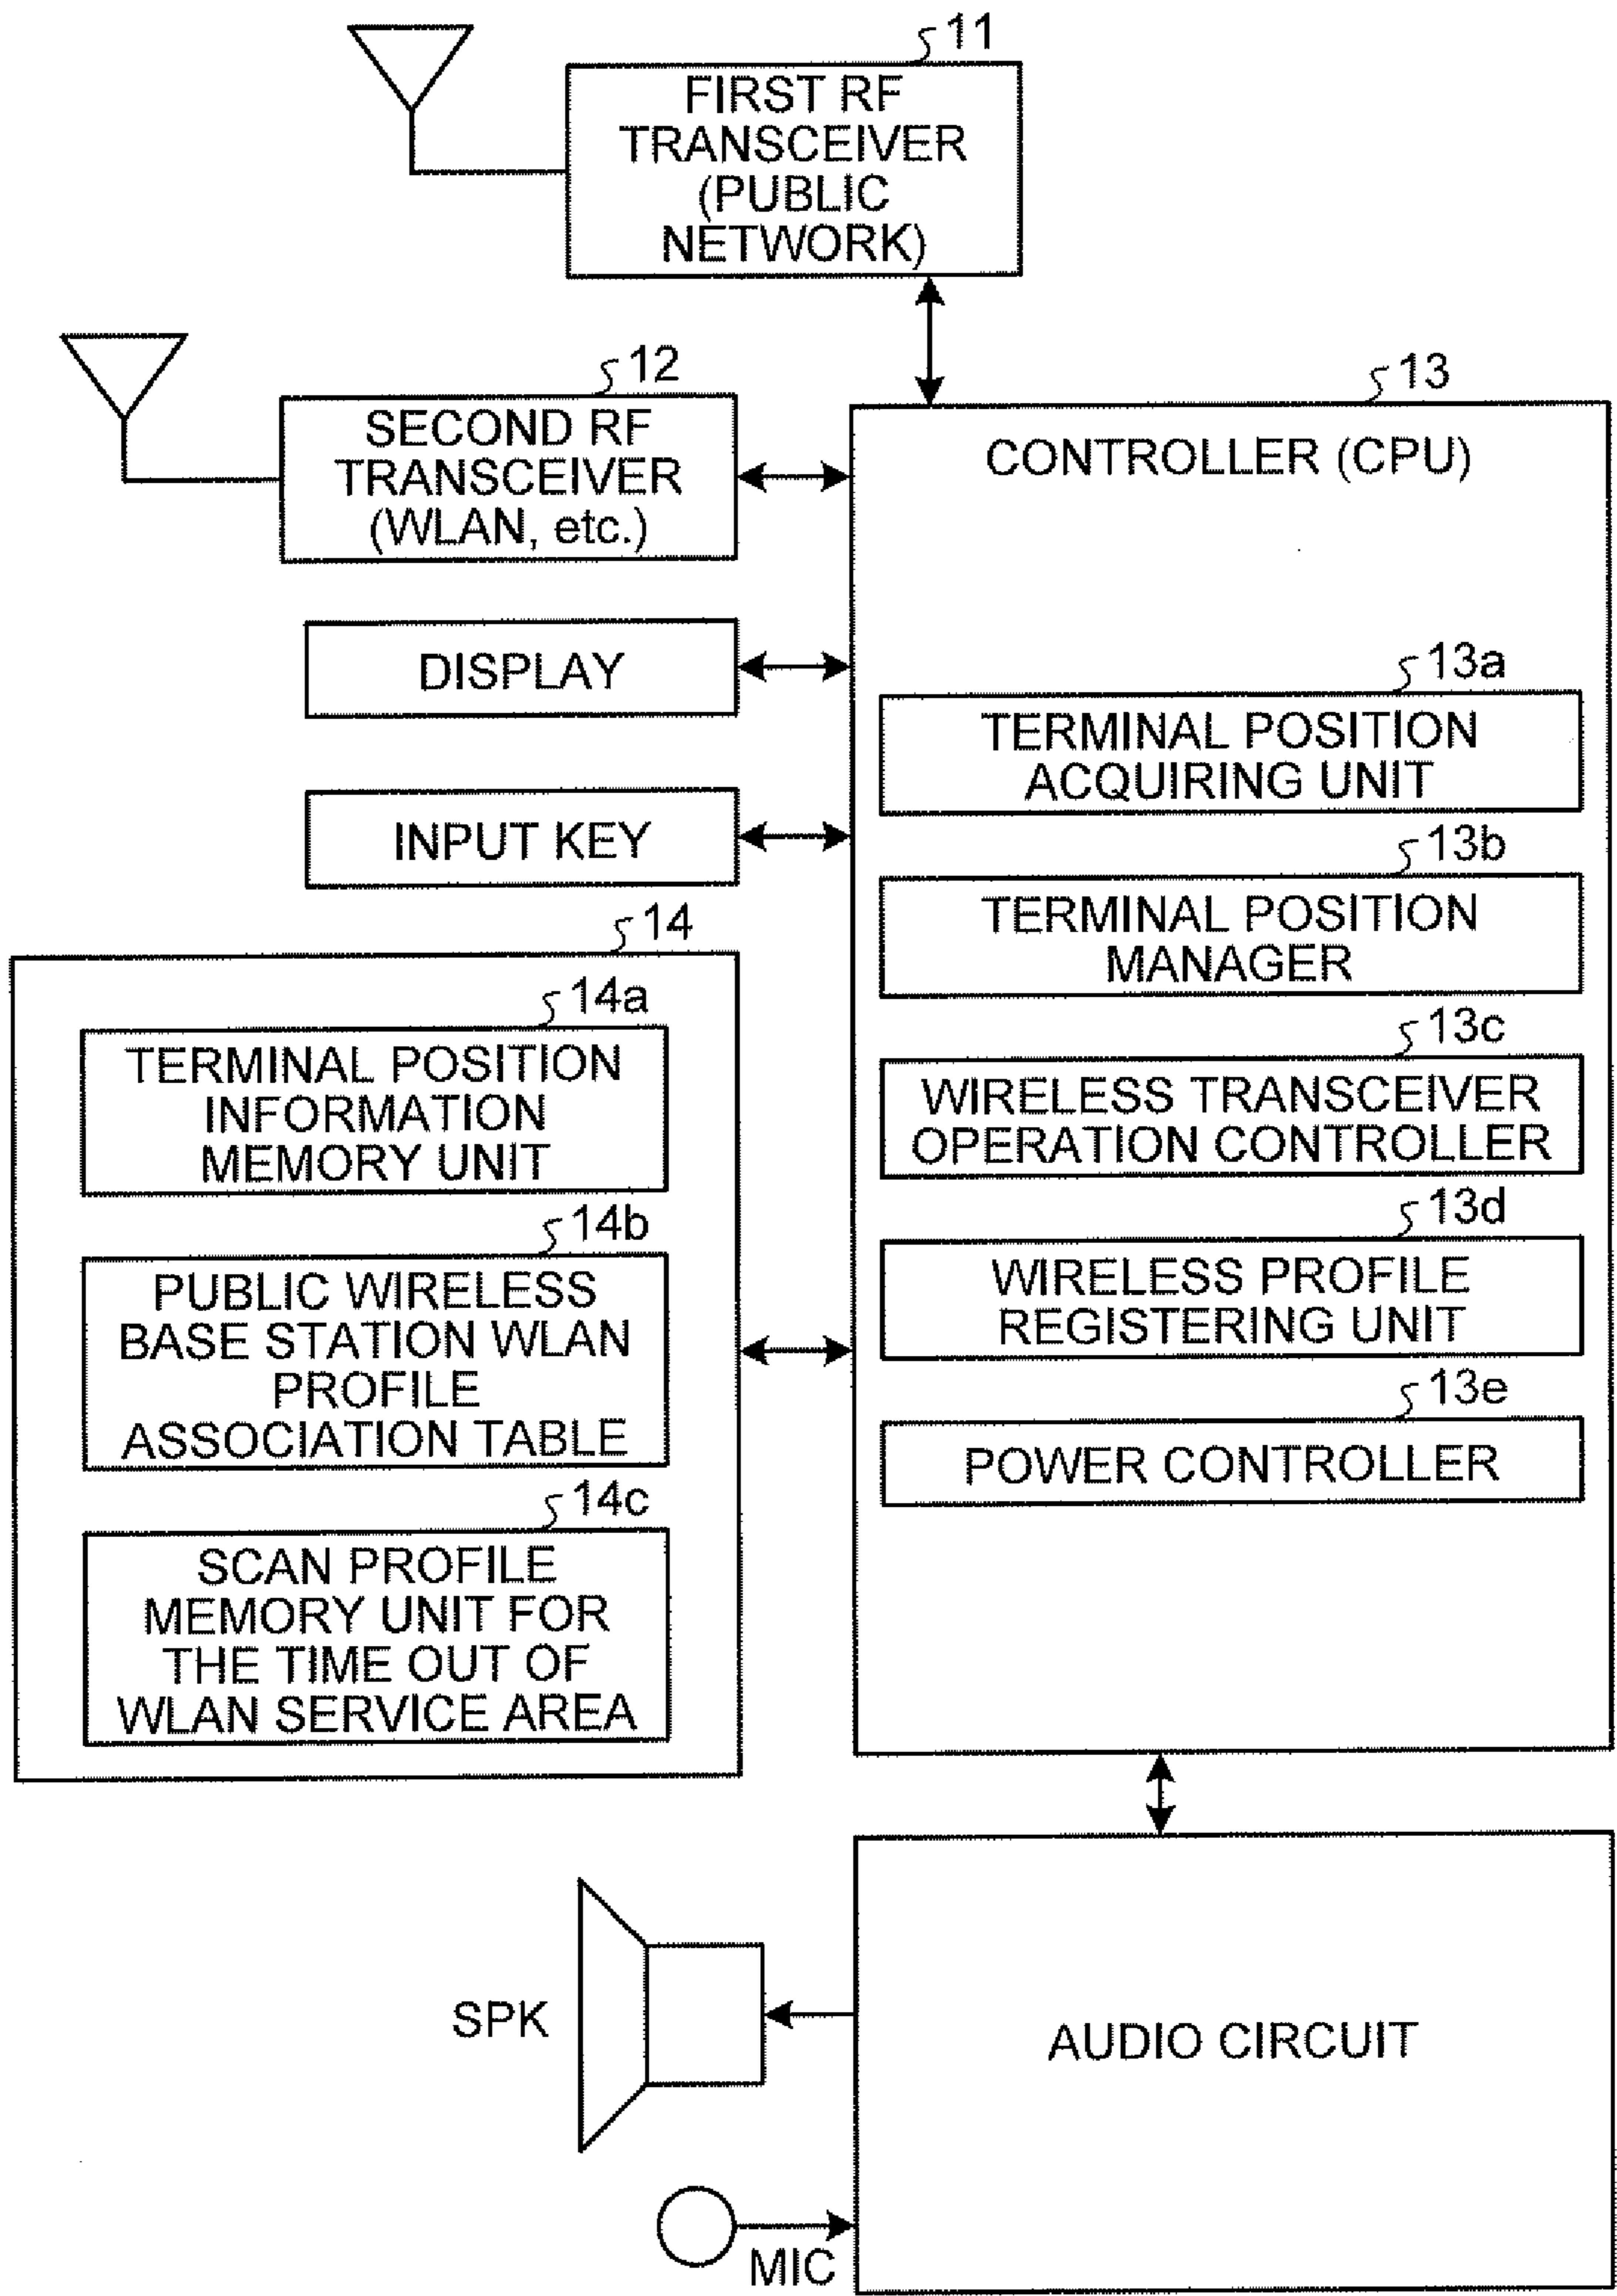 11
FIRST RF
TRANSCEIVER
(PUBLIC
NETWORK)
12
SECOND RF
TRANSCEIVER
(WLAN, etc.)
13
CONTROLLER (CPU)
DISPLAY
INPUT KEY
13a
TERMINAL POSITION
ACQUIRING UNIT
13b
TERMINAL POSITION
MANAGER
13c
WIRELESS TRANSCEIVER
OPERATION CONTROLLER
13d
WIRELESS PROFILE
REGISTERING UNIT
13e
POWER CONTROLLER
14
14a
TERMINAL POSITION
INFORMATION
MEMORY UNIT
14b
PUBLIC WIRELESS
BASE STATION WLAN
PROFILE
ASSOCIATION TABLE
14c
SCAN PROFILE
MEMORY UNIT FOR
THE TIME OUT OF
WLAN SERVICE AREA
SPK
AUDIO CIRCUIT
MIC